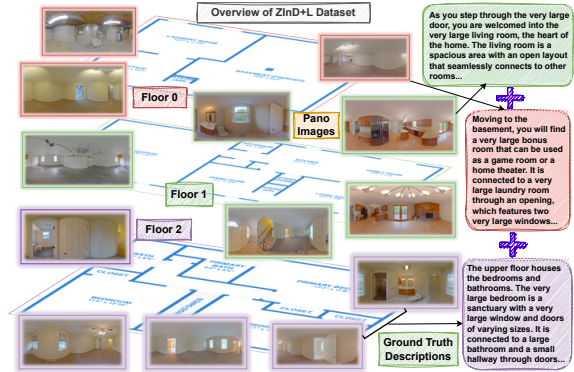 Overview of ZInD+L Dataset
As you step through the very large
door, you are welcomed into the
very large living room, the heart of
the home. The living room is a
spacious area with an open layout
that seamlessly connects to other
rooms...
LAUNDRY ROOM
Floor 0
Pano
Images
Moving to the
basement, you will find
a very large bonus
room that can be used
as a game room or a
home theater. It is
connected to a very
large laundry room
through an opening,
which features two
very large windows...
Floor 1
Floor 2
The upper floor houses
the bedrooms and
bathrooms. The very
large bedroom is a
sanctuary with a very
large window and doors
of varying sizes. It is
connected to a large
bathroom and a small
hallway through doors...
CLOSET
PRIMARY
BATH
PRIMARY
BEDROOM
CLOSET
CLOSET
Ground Truth
Descriptions